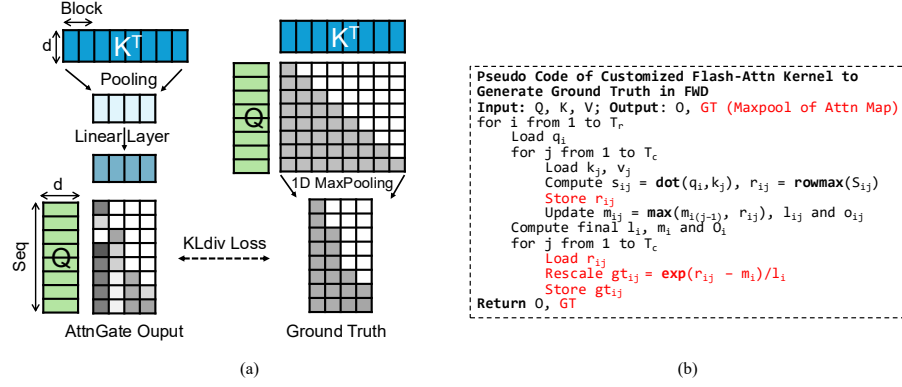 Block
d
K^T
Pooling
Linear Layer
d
Seq
Q
AttnGate Ouput
KLdiv Loss
K^T
Q
1D MaxPooling
Ground Truth
(a)
Pseudo Code of Customized Flash-Attn Kernel to
Generate Ground Truth in FWD
Input: Q, K, V; Output: O, GT (Maxpool of Attn Map)
for i from 1 to T_r
Load q_i
for j from 1 to T_c
Load k_j, v_j
Compute s_ij = dot(q_i,k_j), r_ij = rowmax(S_ij)
Store r_ij
Update m_ij = max(m_i(j-1), r_ij), l_ij and o_ij
Compute final l_i, m_i and O_i
for j from 1 to T_c
Load r_ij
Rescale gt_ij = exp(r_ij - m_i)/l_i
Store gt_ij
Return O, GT
(b)